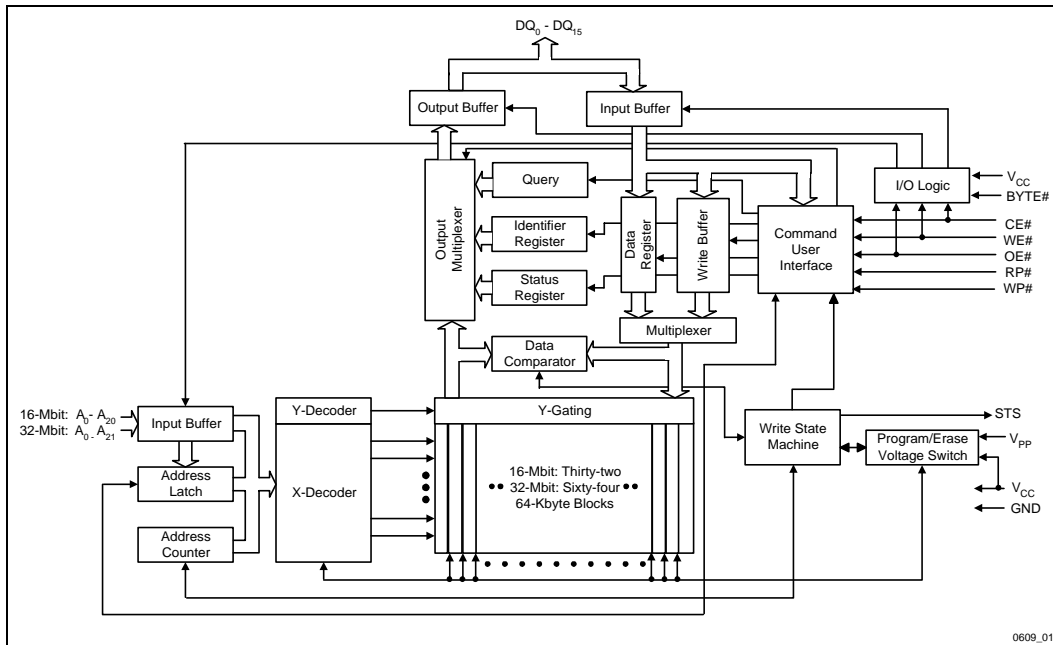 DQ0 - DQ15
Output Buffer
Input Buffer
Output
Multiplexer
Query
Identifier
Register
Status
Register
Data
Register
Write Buffer
Command
User
Interface
I/O Logic
VCC
BYTE#
CE#
WE#
OE#
RP#
WP#
Multiplexer
Data
Comparator
16-Mbit: A0 - A20
32-Mbit: A0 - A21
Input Buffer
Address
Latch
Address
Counter
Y-Decoder
X-Decoder
Y-Gating
16-Mbit: Thirty-two
32-Mbit: Sixty-four
64-Kbyte Blocks
Write State
Machine
Program/Erase
Voltage Switch
STS
VPP
VCC
GND
0609_01